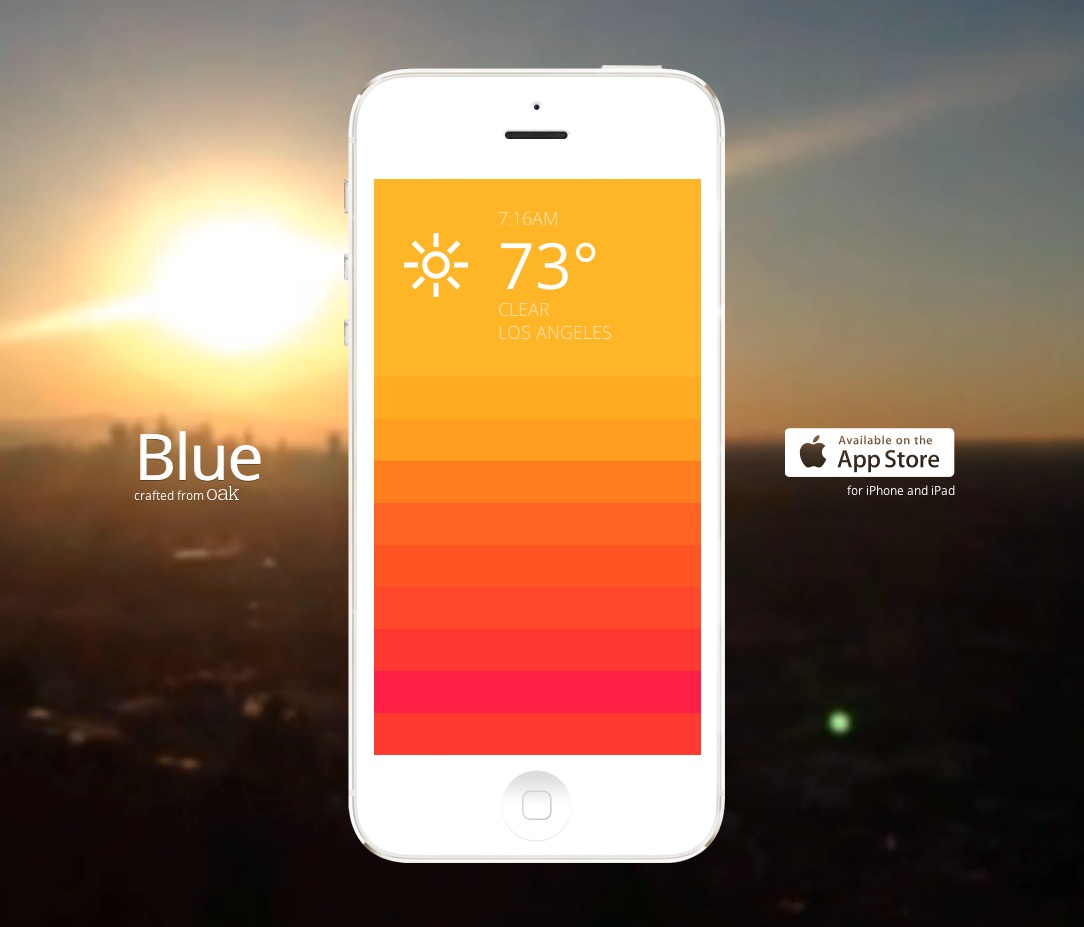 7:16AM
73°
CLEAR
LOS ANGELES
Blue
crafted from oak
Available on the
App Store
for iPhone and iPad